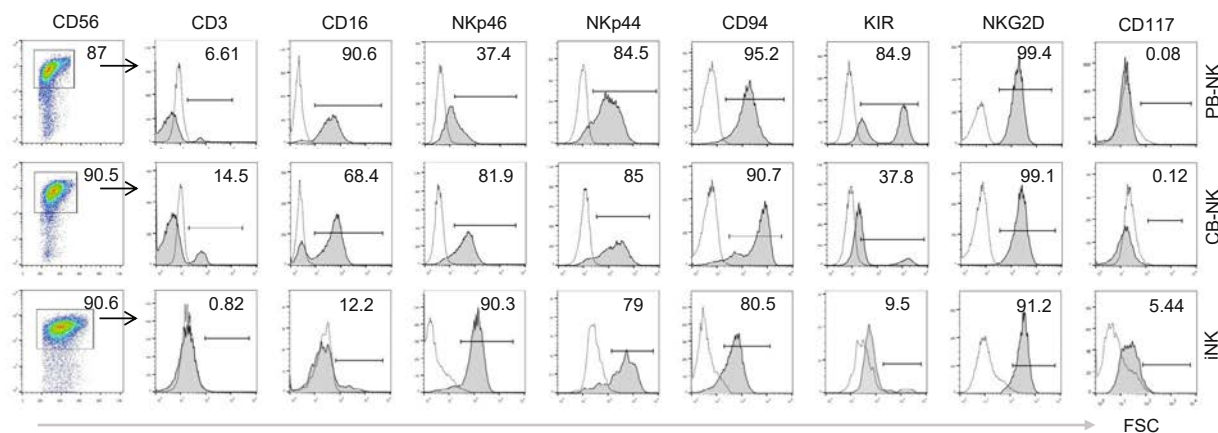 CD56 CD3 CD16 NKp46 NKp44 CD94 KIR NKG2D CD117
87 6.61 90.6 37.4 84.5 95.2 84.9 99.4 0.08 PB-NK
90.5 14.5 68.4 81.9 85 90.7 37.8 99.1 0.12 CB-NK
90.6 0.82 12.2 90.3 79 80.5 9.5 91.2 5.44 iNK
FSC